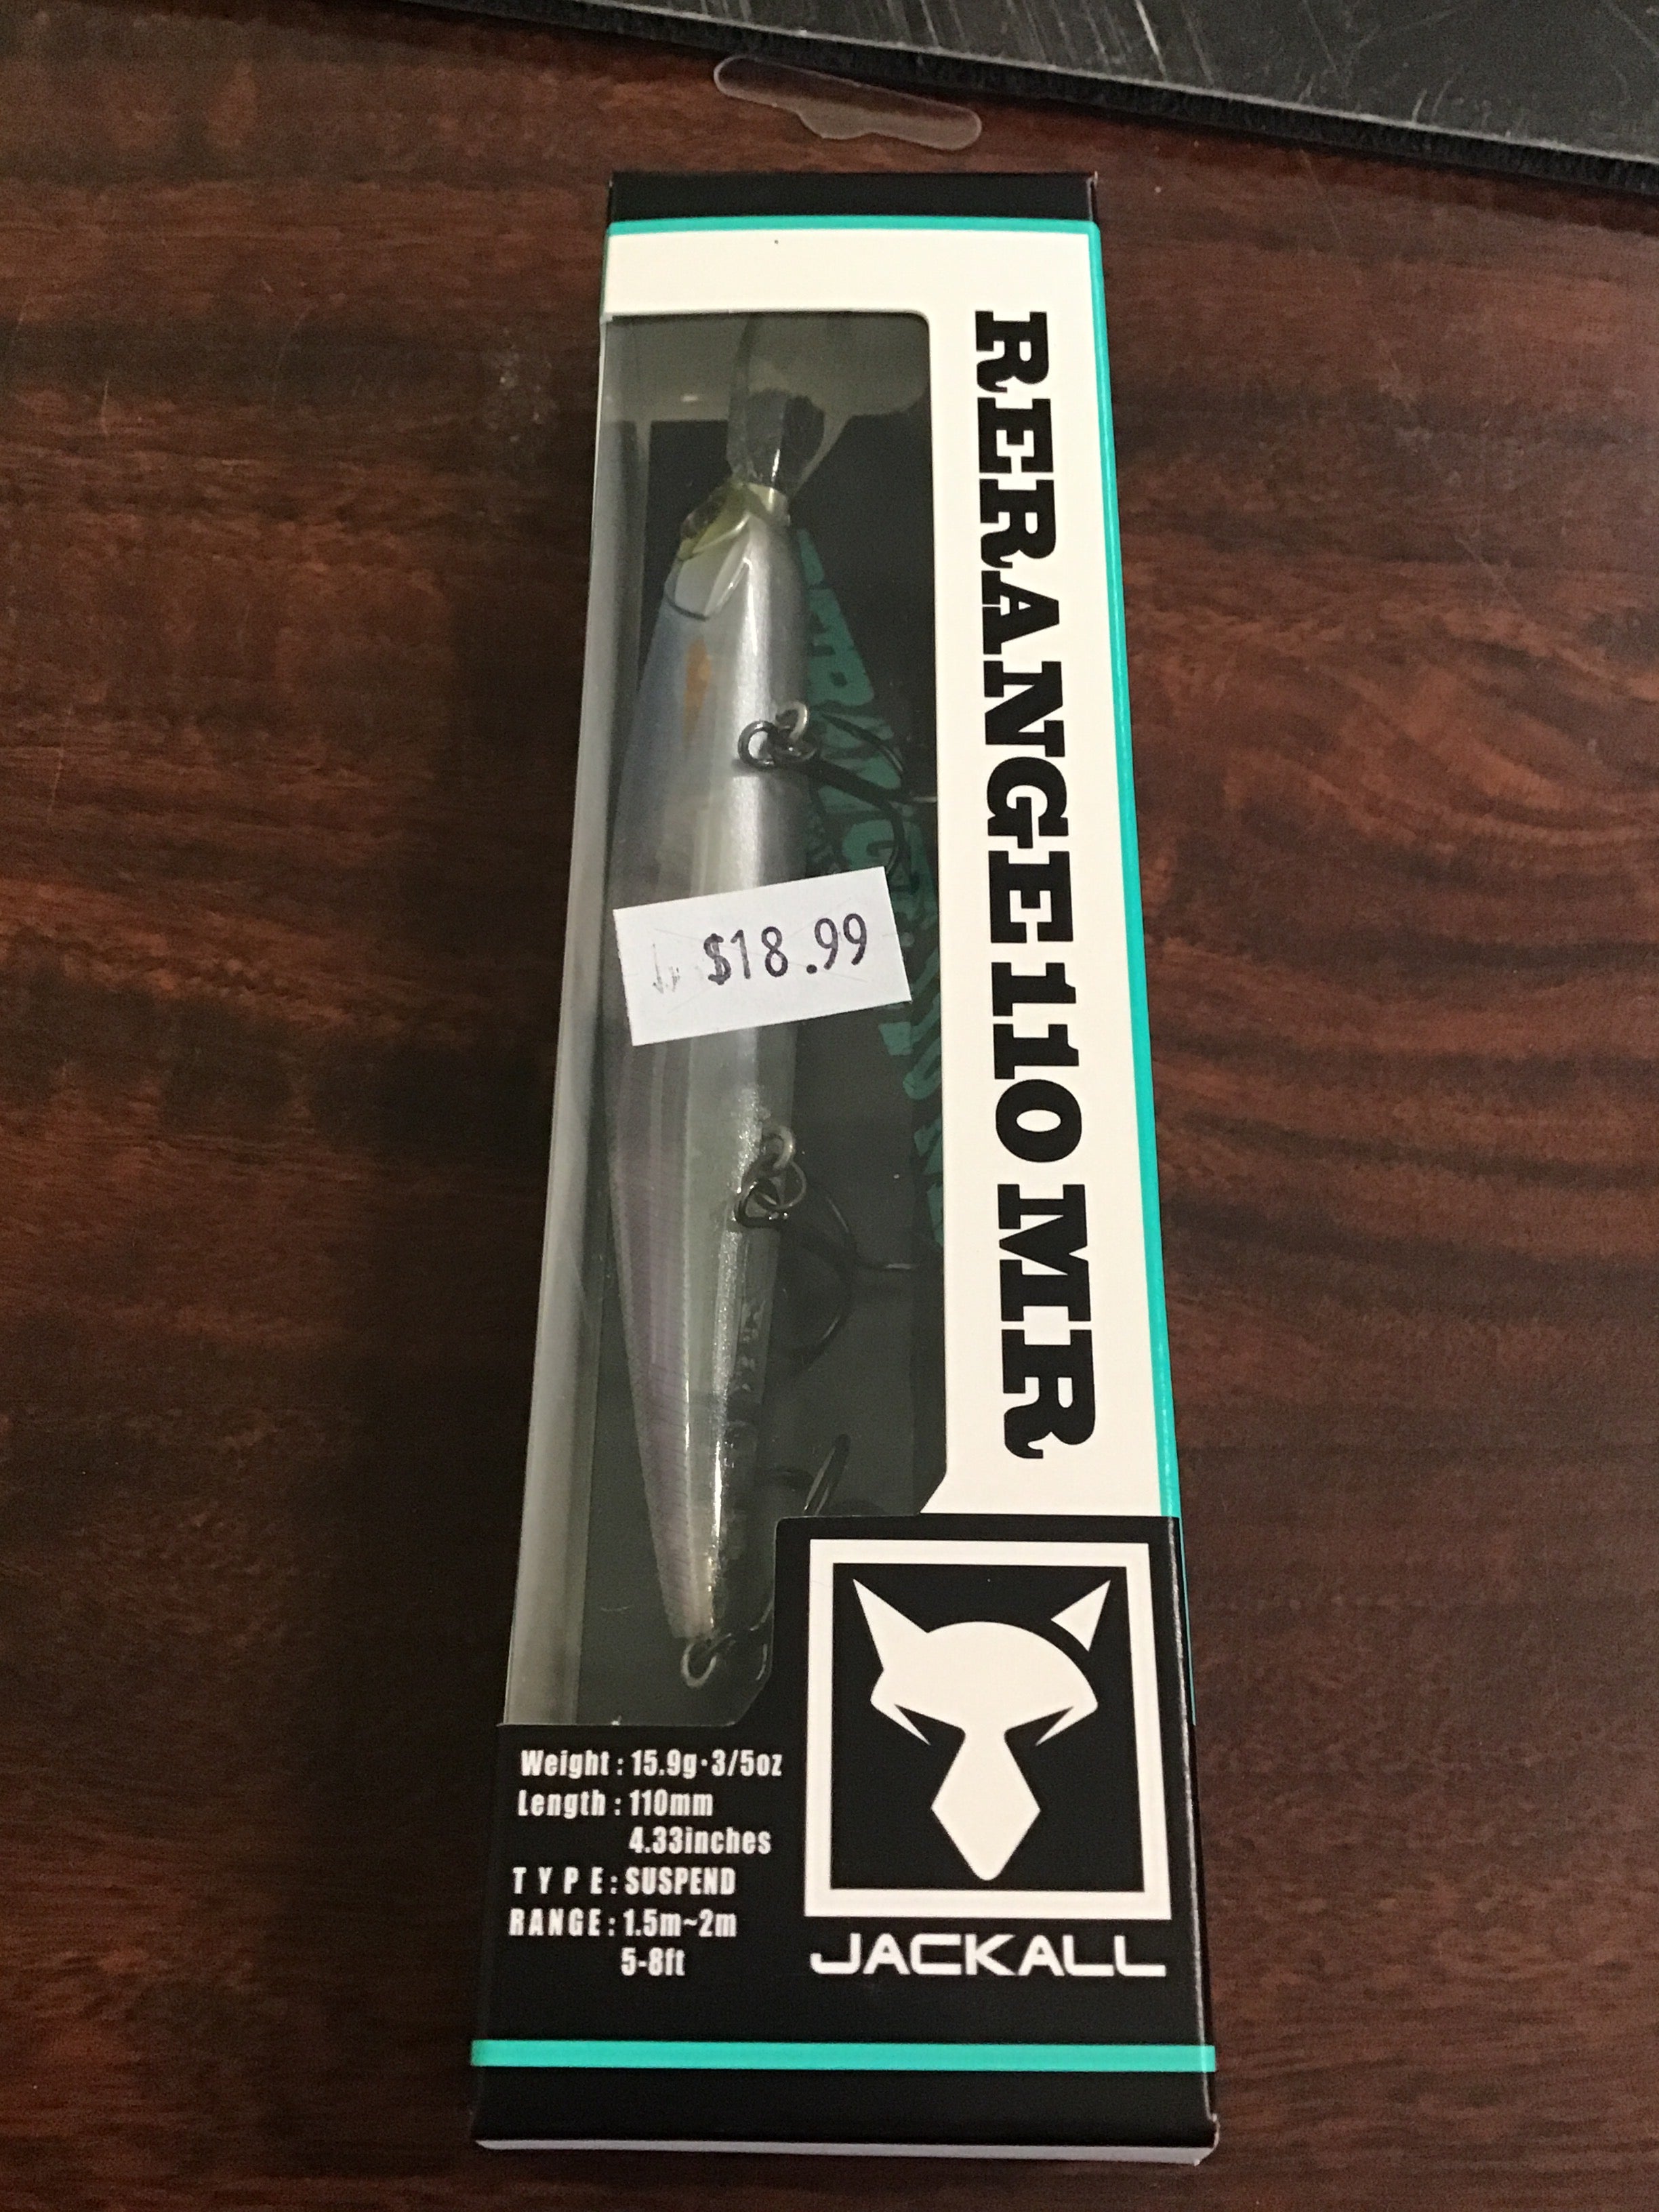 RERANGE 110 MR
$18.99
Weight : 15.9g·3/5oz
Length : 110mm
4.33inches
TYPE : SUSPEND
RANGE : 1.5m~2m
5-8ft
JACKALL